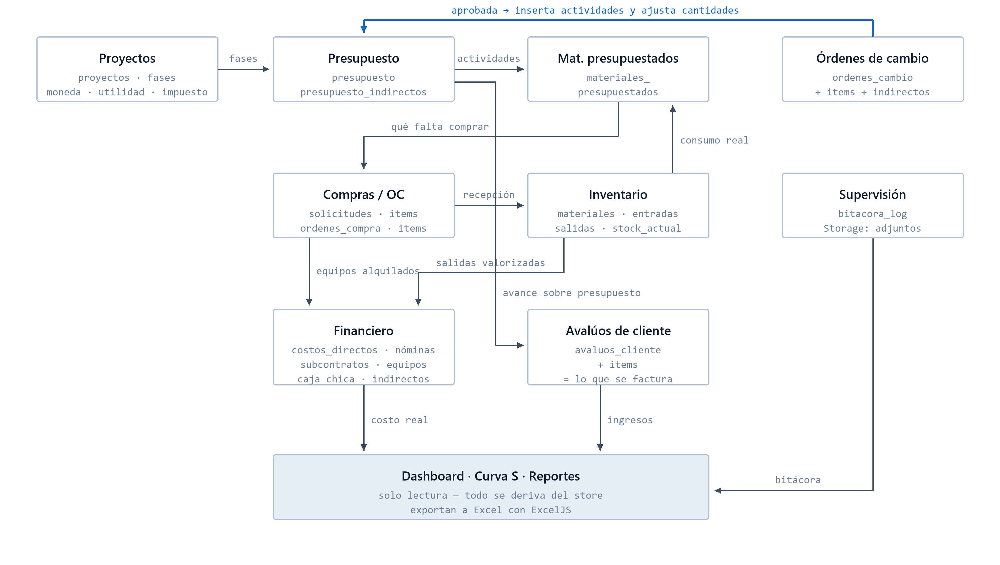 aprobada → inserta actividades y ajusta cantidades
Proyectos
proyectos · fases
moneda · utilidad · impuesto
fases
Presupuesto
presupuesto
presupuesto_indirectos
actividades
Mat. presupuestados
materiales_
presupuestados
Órdenes de cambio
ordenes_cambio
+ items + indirectos
qué falta comprar
consumo real
Compras / OC
solicitudes · items
ordenes_compra · items
recepción
Inventario
materiales · entradas
salidas · stock_actual
Supervisión
bitacora_log
Storage: adjuntos
equipos alquilados
salidas valorizadas
avance sobre presupuesto
Financiero
costos_directos · nóminas
subcontratos · equipos
caja chica · indirectos
Avalúos de cliente
avaluos_cliente
+ items
= lo que se factura
costo real
ingresos
bitácora
Dashboard · Curva S · Reportes
solo lectura — todo se deriva del store
exportan a Excel con ExcelJS